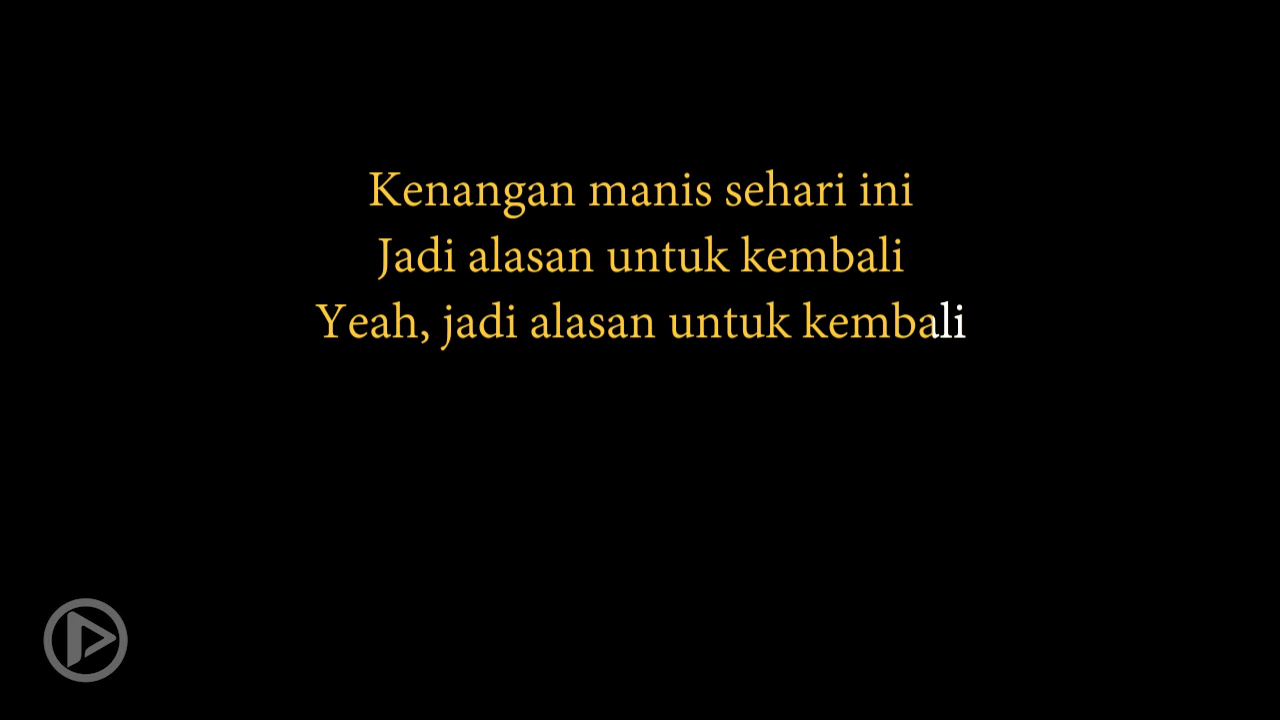 Kenangan manis sehari ini
Jadi alasan untuk kembali
Yeah, jadi alasan untuk kembali